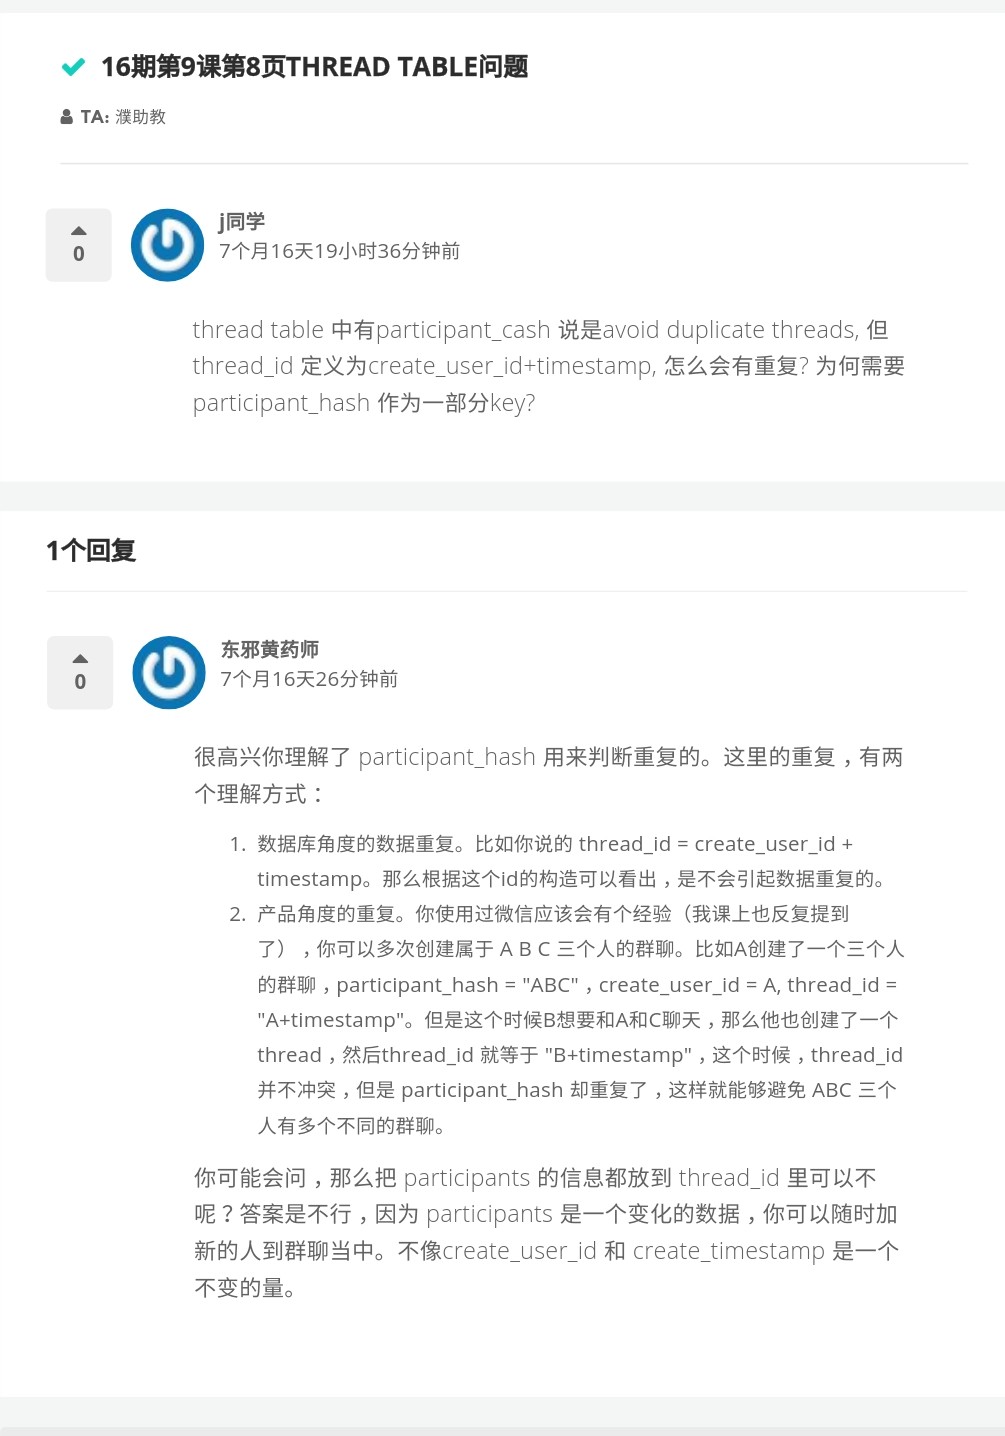 16期第9课第8页THREAD TABLE问题
TA: 濮助教
0
j同学
7个月16天19小时36分钟前
thread table 中有participant_cash 说是avoid duplicate threads, 但
thread_id 定义为create_user_id+timestamp, 怎么会有重复? 为何需要
participant_hash 作为一部分key?
1个回复
0
东邪黄药师
7个月16天26分钟前
很高兴你理解了 participant_hash 用来判断重复的。这里的重复，有两
个理解方式：
1. 数据库角度的数据重复。比如你说的 thread_id = create_user_id +
timestamp。那么根据这个id的构造可以看出，是不会引起数据重复的。
2. 产品角度的重复。你使用过微信应该会有个经验（我课上也反复提到
了），你可以多次创建属于 A B C 三个人的群聊。比如A创建了一个三个人
的群聊，participant_hash = "ABC"，create_user_id = A, thread_id =
"A+timestamp"。但是这个时候B想要和A和C聊天，那么他也创建了一个
thread，然后thread_id 就等于 "B+timestamp"，这个时候，thread_id
并不冲突，但是 participant_hash 却重复了，这样就能够避免 ABC 三个
人有多个不同的群聊。
你可能会问，那么把 participants 的信息都放到 thread_id 里可以不
呢？答案是不行，因为 participants 是一个变化的数据，你可以随时加
新的人到群聊当中。不像create_user_id 和 create_timestamp 是一个
不变的量。